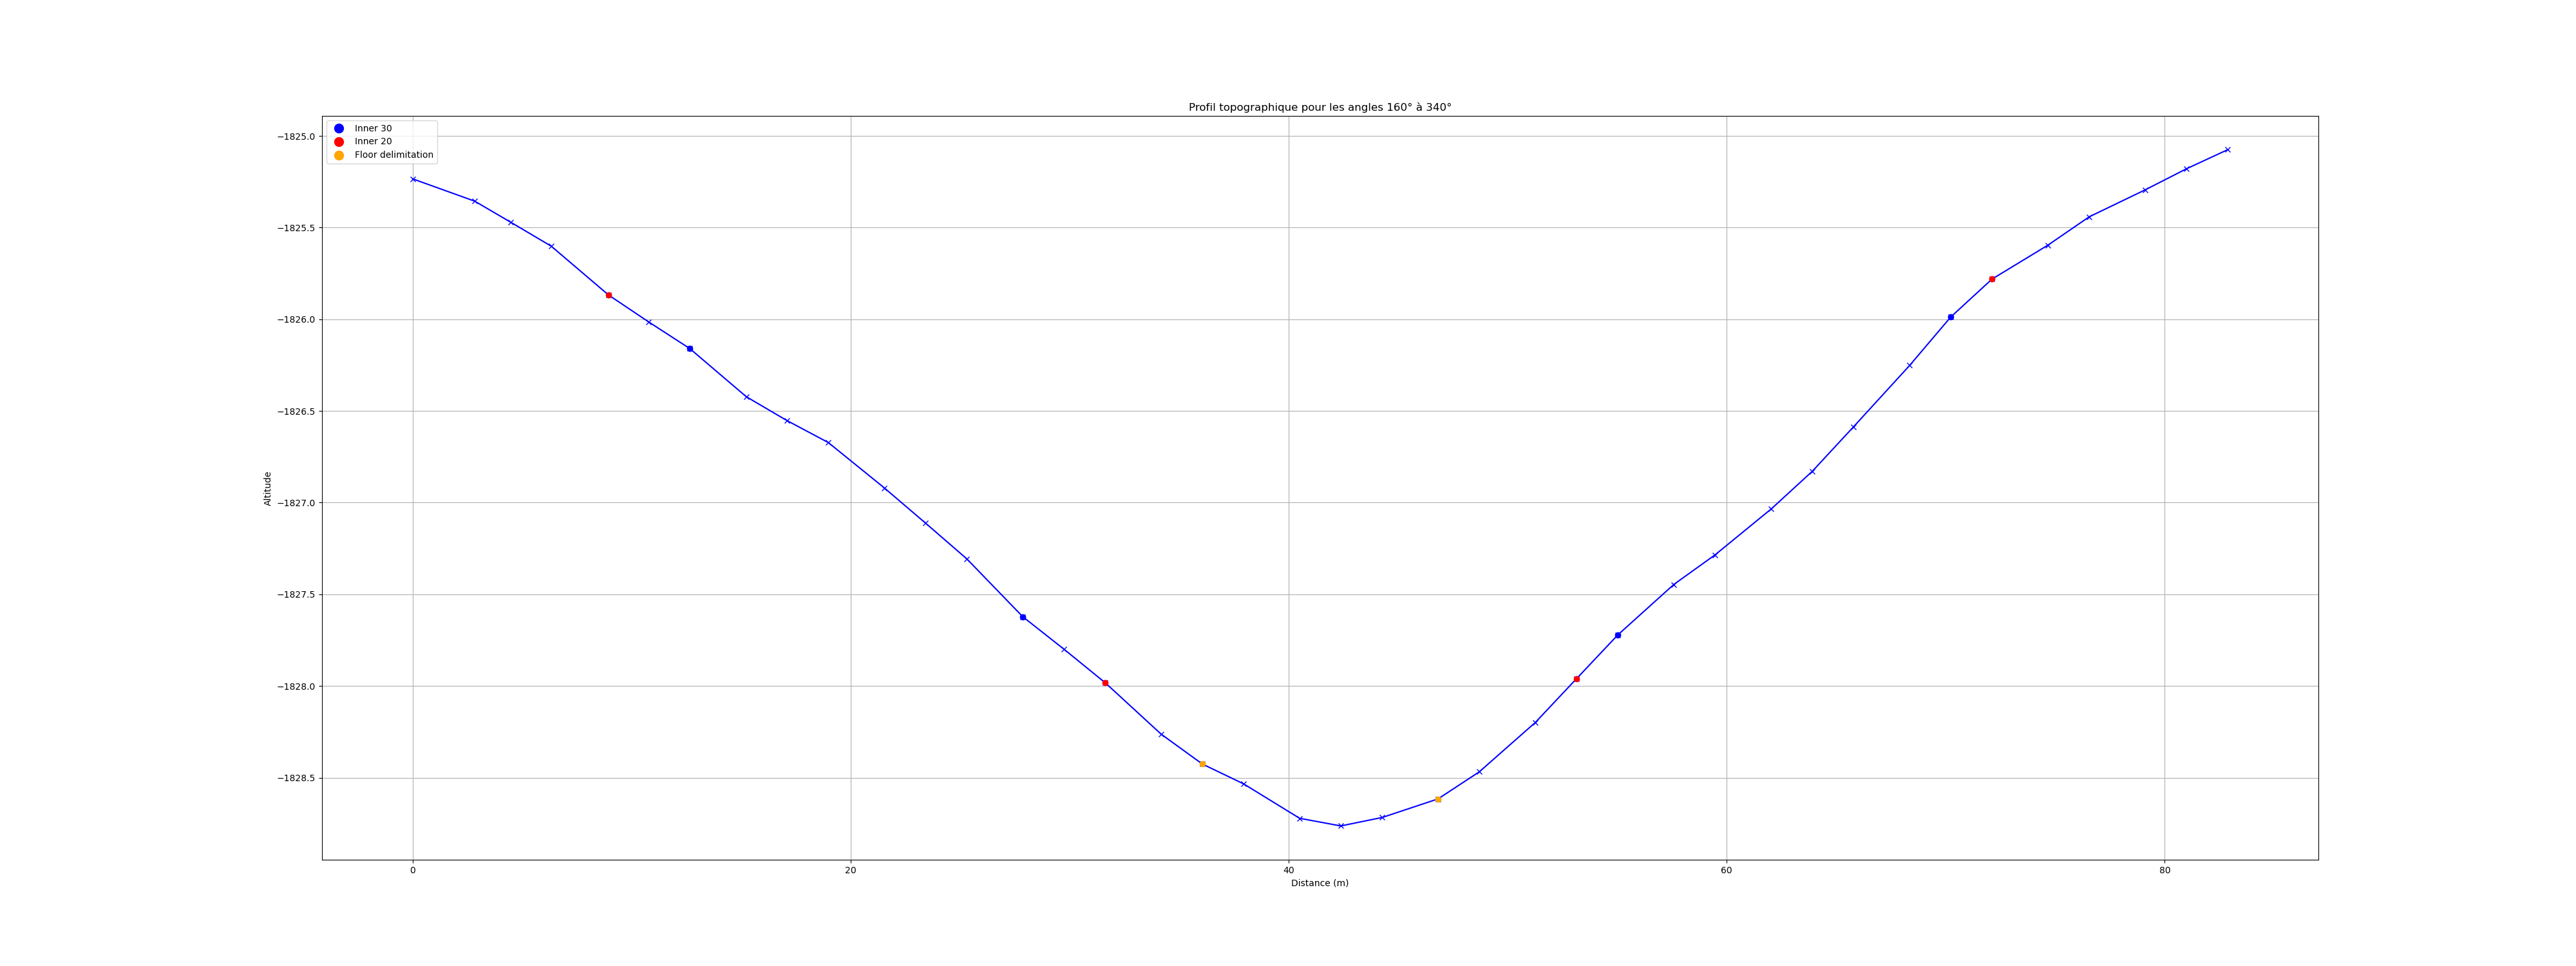 Profil topographique pour les angles 160° à 340°
Inner 30
Inner 20
Floor delimitation
−1825.0
−1825.5
−1826.0
−1826.5
−1827.0
−1827.5
−1828.0
−1828.5
Altitude
0 20 40 60 80
Distance (m)